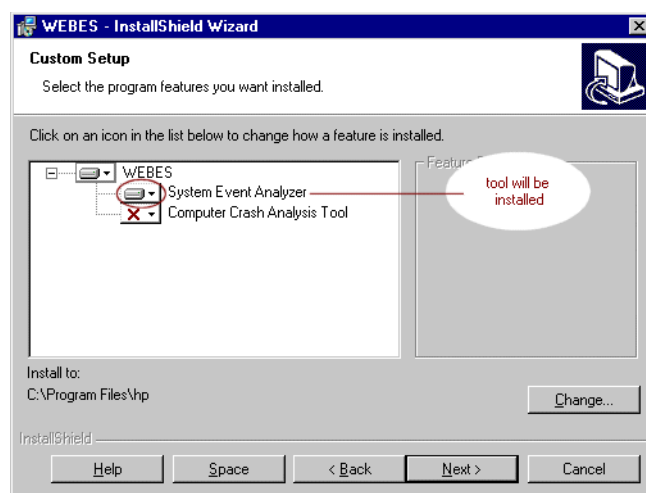 WEBES - InstallShield Wizard
Custom Setup
Select the program features you want installed.
Click on an icon in the list below to change how a feature is installed.
WEBES
System Event Analyzer
Computer Crash Analysis Tool
Feature
tool will be
installed
Install to:
C:\Program Files\hp
Change...
InstallShield
Help
Space
< Back
Next >
Cancel